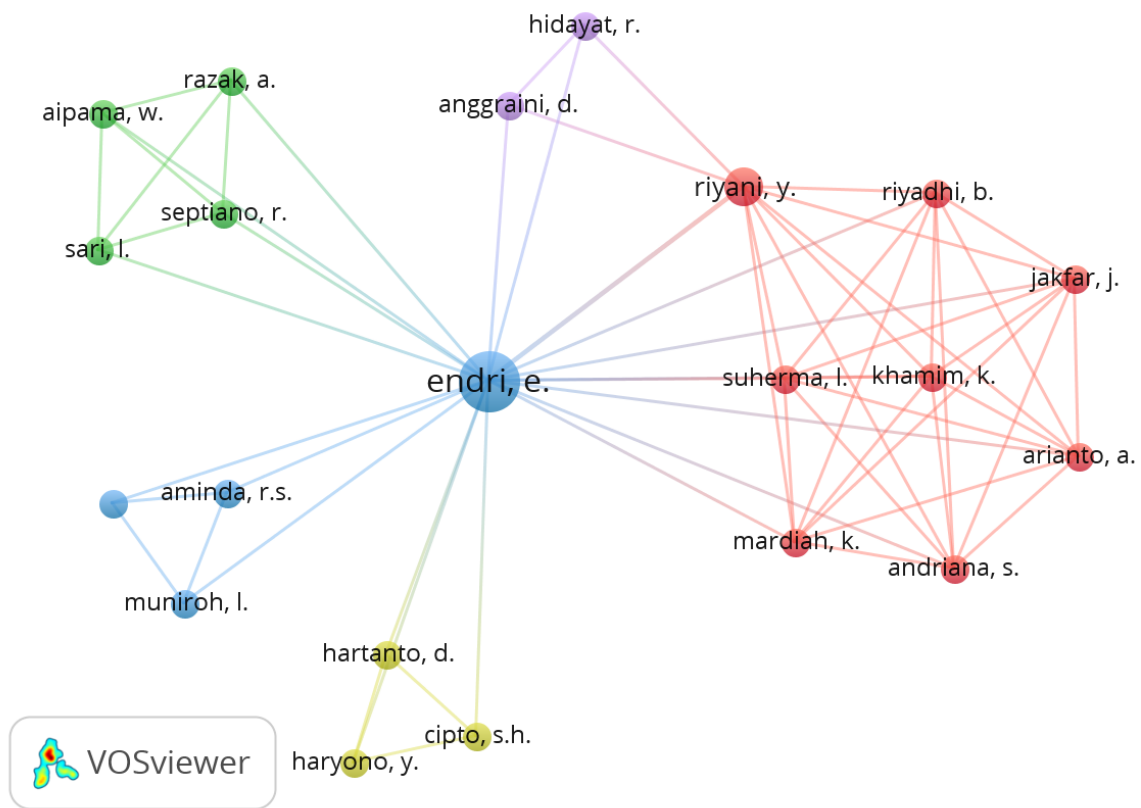 hidayat, r.
razak, a.
anggraini, d.
aipama, w.
riyani, y.
riyadhi, b.
septiano, r.
sari, l.
jakfar, j.
endri, e.
suherma, l.
khamim, k.
arianto, a.
aminda, r.s.
mardiah, k.
andriana, s.
muniroh, l.
hartanto, d.
cipto, s.h.
haryono, y.
VOSviewer